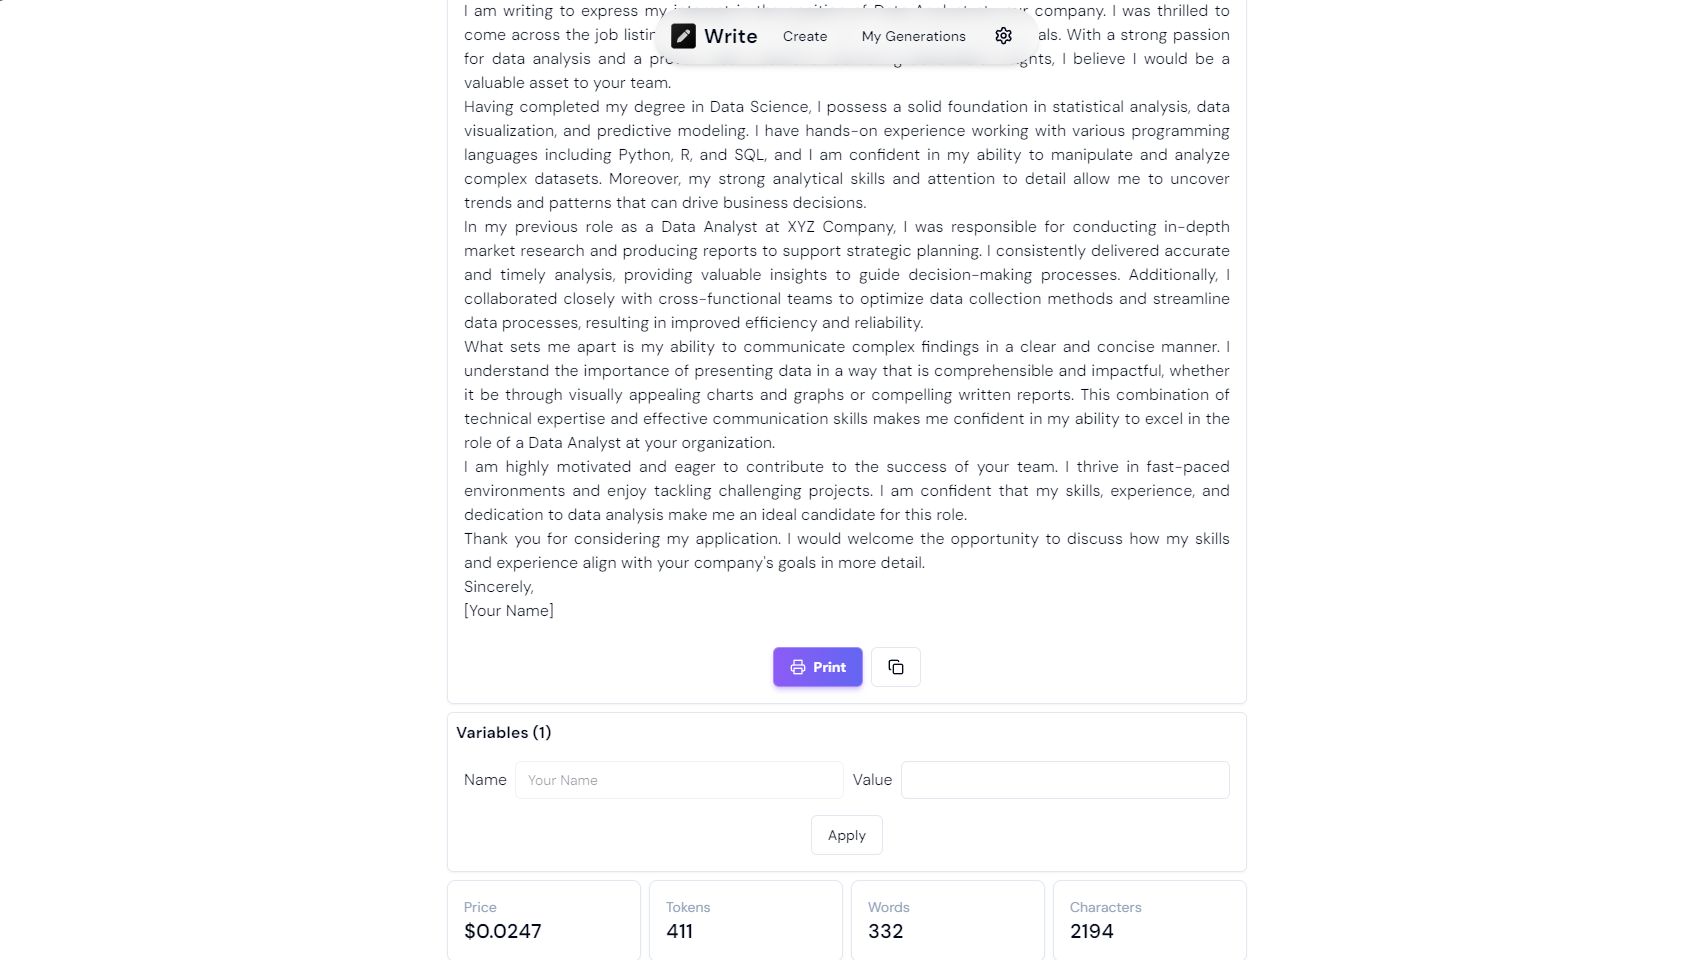 I am writing to express my company. I was thrilled to
Write
Create
My Generations
come across the job als. With a strong passion
for data analysis and a I believe I would be a
valuable asset to your team.
Having completed my degree in Data Science, I possess a solid foundation in statistical analysis, data
visualization, and predictive modeling. I have hands-on experience working with various programming
languages including Python, R, and SQL, and I am confident in my ability to manipulate and analyze
complex datasets. Moreover, my strong analytical skills and attention to detail allow me to uncover
trends and patterns that can drive business decisions.
In my previous role as a Data Analyst at XYZ Company, I was responsible for conducting in-depth
market research and producing reports to support strategic planning. I consistently delivered accurate
and timely analysis, providing valuable insights to guide decision-making processes. Additionally, I
collaborated closely with cross-functional teams to optimize data collection methods and streamline
data processes, resulting in improved efficiency and reliability.
What sets me apart is my ability to communicate complex findings in a clear and concise manner. I
understand the importance of presenting data in a way that is comprehensible and impactful, whether
it be through visually appealing charts and graphs or compelling written reports. This combination of
technical expertise and effective communication skills makes me confident in my ability to excel in the
role of a Data Analyst at your organization.
I am highly motivated and eager to contribute to the success of your team. I thrive in fast-paced
environments and enjoy tackling challenging projects. I am confident that my skills, experience, and
dedication to data analysis make me an ideal candidate for this role.
Thank you for considering my application. I would welcome the opportunity to discuss how my skills
and experience align with your company's goals in more detail.
Sincerely,
[Your Name]
Print
Variables (1)
Name
Your Name
Value
Apply
Price
$0.0247
Tokens
411
Words
332
Characters
2194